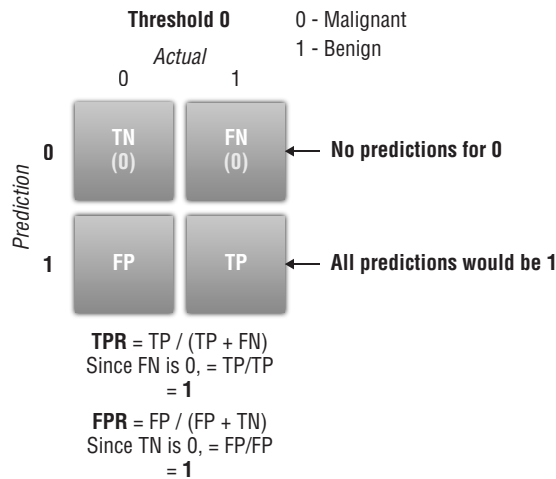 Threshold 0
0 - Malignant
1 - Benign
Actual
0 1
Prediction
0
TN
(0)
FN
(0)
No predictions for 0
1
FP
TP
All predictions would be 1
TPR = TP / (TP + FN)
Since FN is 0, = TP/TP
= 1
FPR = FP / (FP + TN)
Since TN is 0, = FP/FP
= 1